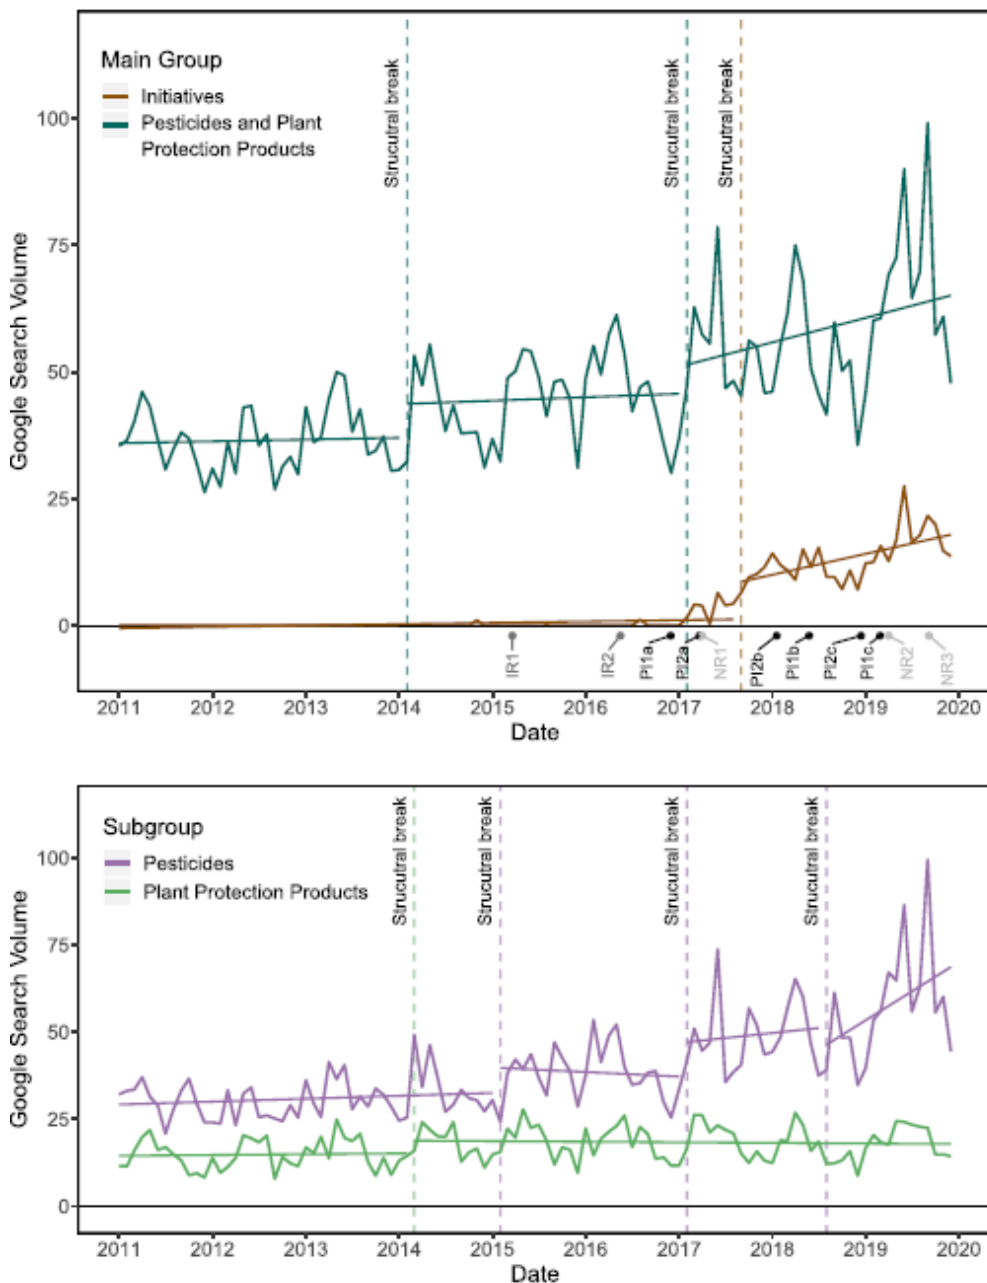 Main Group
Initiatives
Pesticides and Plant
Protection Products
Strucutral break
Strucutral break
Strucutral break
Google Search Volume
100
75
50
25
0
IR1
IR2
PI1a
PI2a
NR1
PI2b
PI1b
PI2c
PI1c
NR2
NR3
2011 2012 2013 2014 2015 2016 2017 2018 2019 2020
Date
Subgroup
Pesticides
Plant Protection Products
Strucutral break
Strucutral break
Strucutral break
Strucutral break
Google Search Volume
100
75
50
25
0
2011 2012 2013 2014 2015 2016 2017 2018 2019 2020
Date